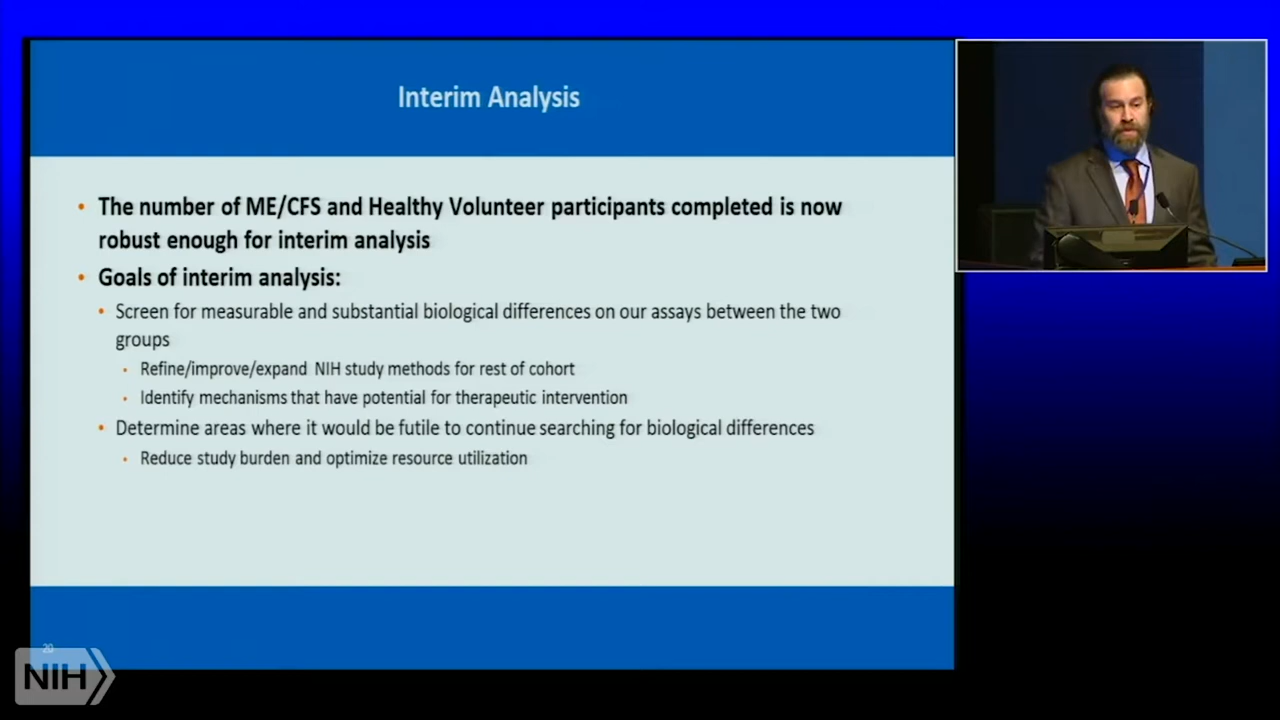 Interim Analysis
• The number of ME/CFS and Healthy Volunteer participants completed is now
robust enough for interim analysis
• Goals of interim analysis:
• Screen for measurable and substantial biological differences on our assays between the two
groups
• Refine/improve/expand NIH study methods for rest of cohort
• Identify mechanisms that have potential for therapeutic intervention
• Determine areas where it would be futile to continue searching for biological differences
• Reduce study burden and optimize resource utilization
20
NIH